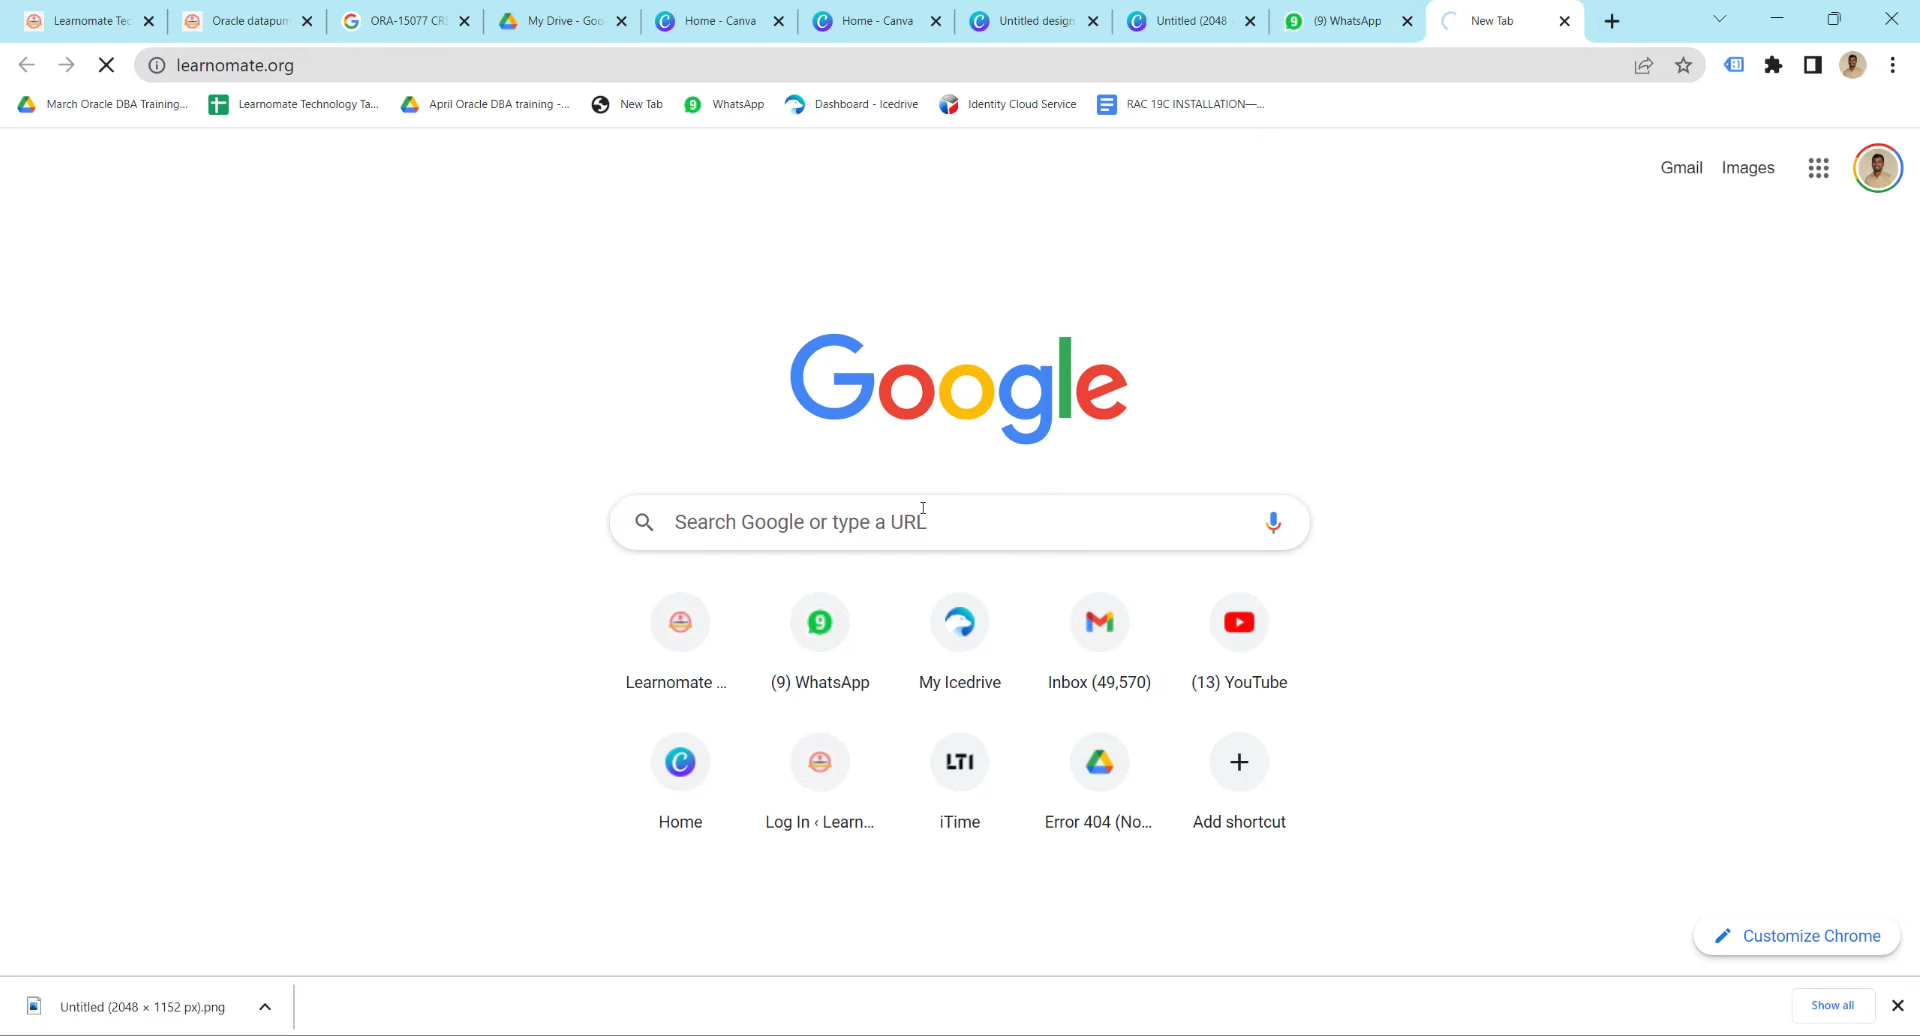 Learnomate Tec
Oracle datapum
ORA-15077 CR
My Drive - Goo
Home - Canva
Home - Canva
Untitled design
Untitled (2048
(9) WhatsApp
New Tab
learnomate.org
March Oracle DBA Training...
Learnomate Technology Ta...
April Oracle DBA training -...
New Tab
9 WhatsApp
Dashboard - Icedrive
Identity Cloud Service
RAC 19C INSTALLATION—...
Gmail Images
Google
Search Google or type a URL
Learnomate ...
(9) WhatsApp
My Icedrive
Inbox (49,570)
(13) YouTube
Home
Log In ‹ Learn...
LTI
iTime
Error 404 (No...
Add shortcut
Customize Chrome
Untitled (2048 × 1152 px).png
Show all